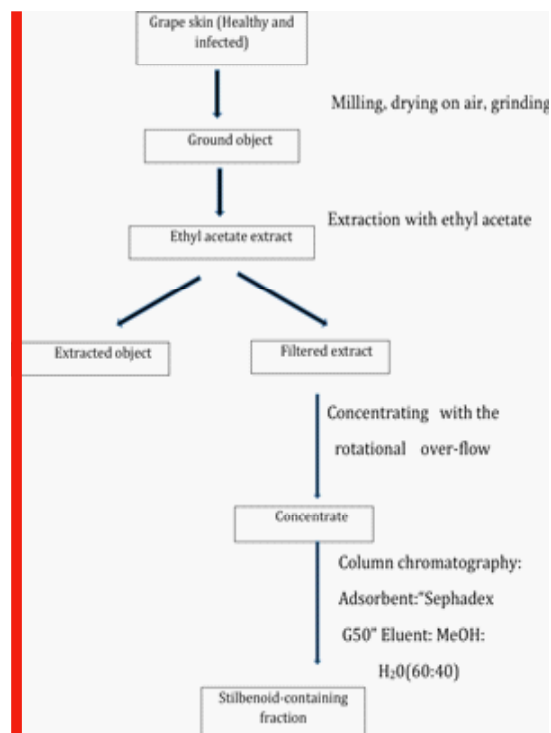 Grape skin (Healthy and
infected)
Milling, drying on air, grinding
Ground object
Extraction with ethyl acetate
Ethyl acetate extract
Extracted object
Filtered extract
Concentrating with the
rotational over-flow
Concentrate
Column chromatography:
Adsorbent:"Sephadex
G50" Eluent: MeOH:
H₂0(60:40)
Stilbenoid-containing
fraction